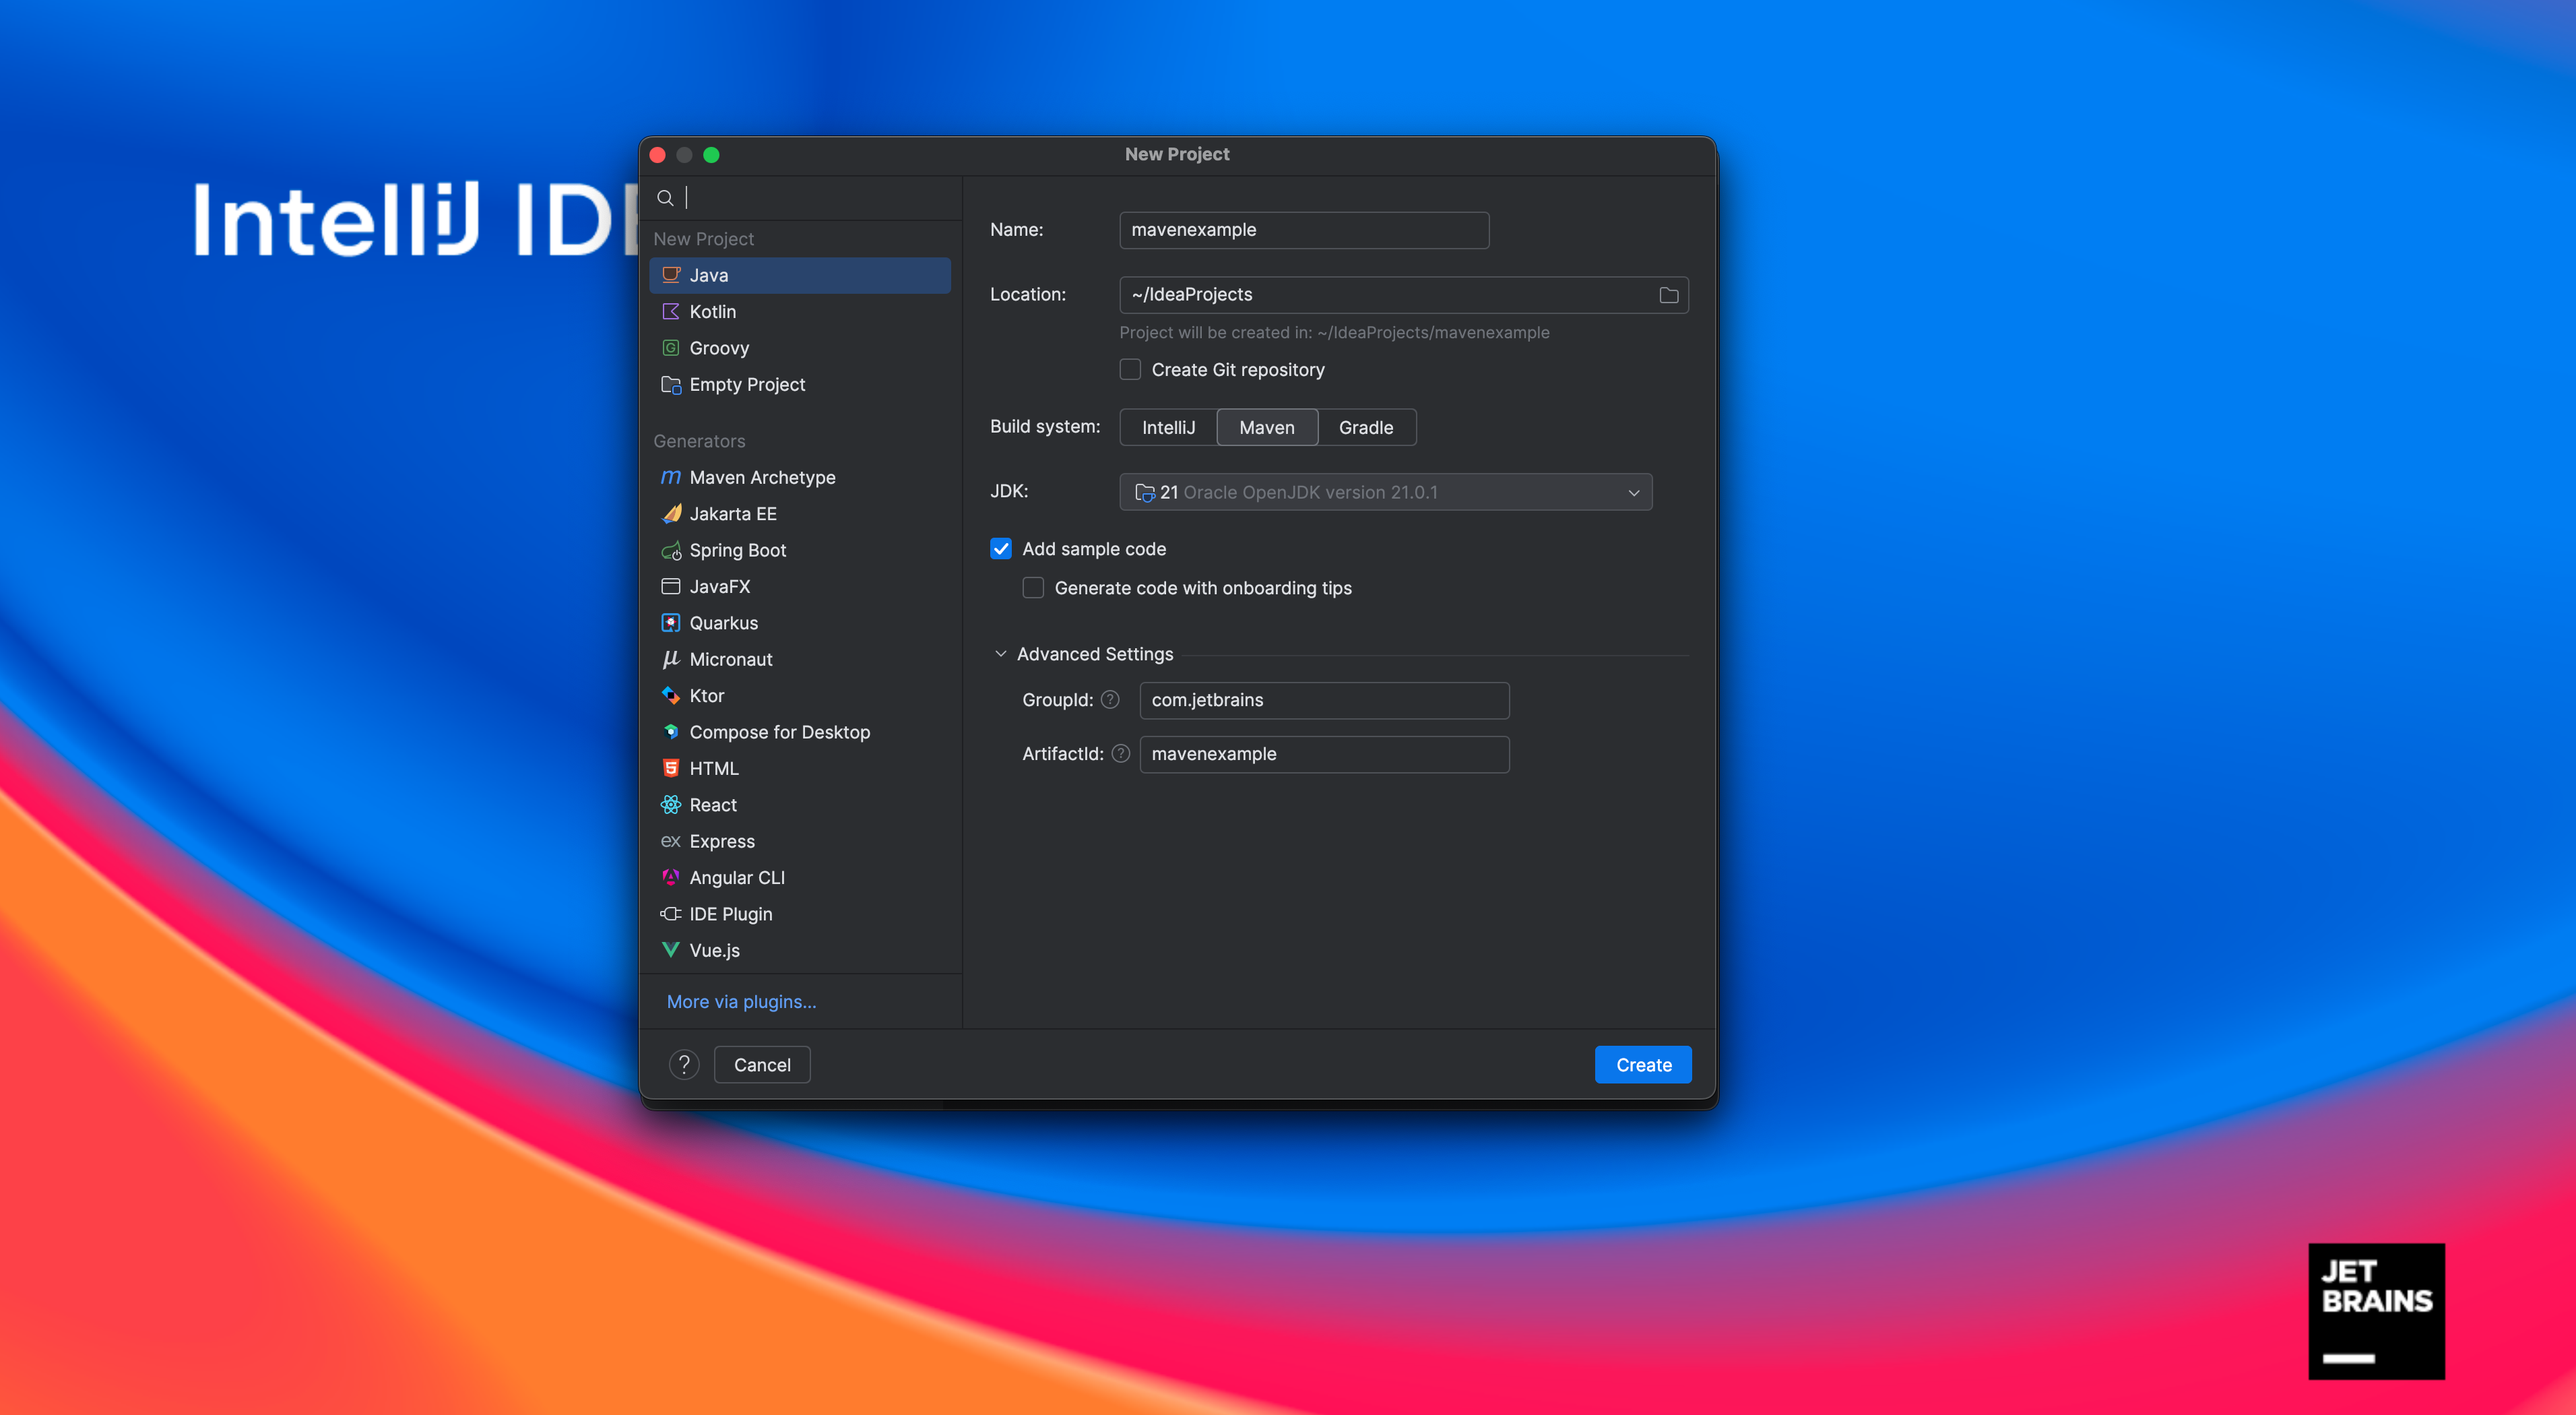 IntelliJ IDE
New Project
New Project
Java
Kotlin
Groovy
Empty Project
Generators
Maven Archetype
Jakarta EE
Spring Boot
JavaFX
Quarkus
Micronaut
Ktor
Compose for Desktop
HTML
React
ex Express
Angular CLI
IDE Plugin
Vue.js
More via plugins...
Name: mavenexample
Location: ~/IdeaProjects
Project will be created in: ~/IdeaProjects/mavenexample
Create Git repository
Build system: IntelliJ Maven Gradle
JDK: 21 Oracle OpenJDK version 21.0.1
Add sample code
Generate code with onboarding tips
Advanced Settings
GroupId: ? com.jetbrains
ArtifactId: ? mavenexample
? Cancel Create
JET
BRAINS